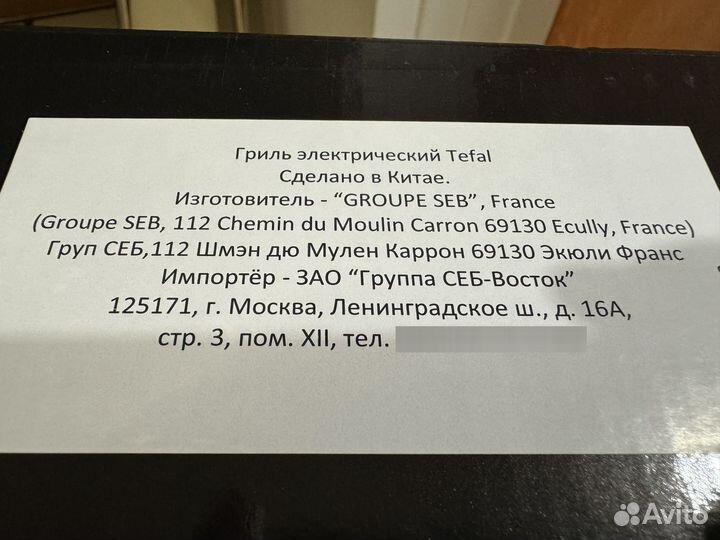 Гриль электрический Tefal
Сделано в Китае.
Изготовитель - “GROUPE SEB”, France
(Groupe SEB, 112 Chemin du Moulin Carron 69130 Ecully, France)
Груп СЕБ,112 Шмэн дю Мулен Каррон 69130 Экюли Франс
Импортёр - ЗАО “Группа СЕБ-Восток”
125171, г. Москва, Ленинградское ш., д. 16А,
стр. 3, пом. XII, тел.
Avito